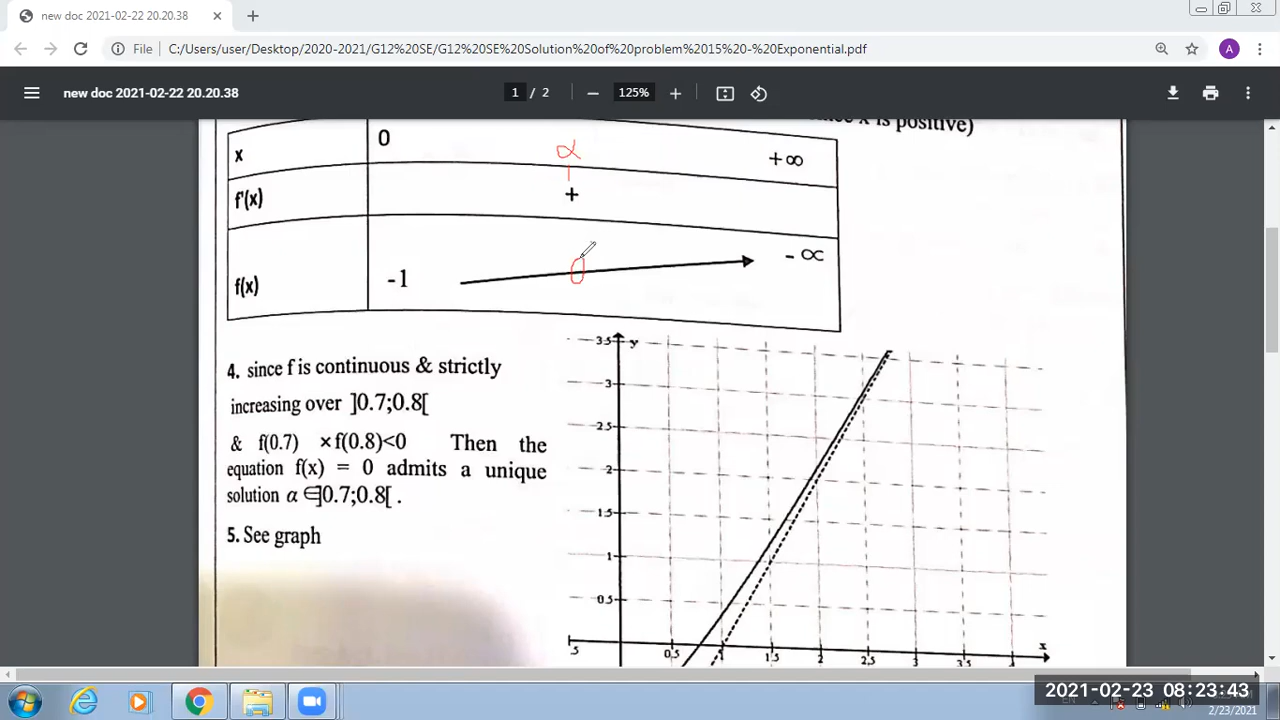 new doc 2021-02-22 20.20.38
File
C:/Users/user/Desktop/2020-2021/G12%20SE/G12%20SE%20Solution%20of%20problem%2015%20-%20Exponential.pdf
A
new doc 2021-02-22 20.20.38
1 / 2
125%
x is positive)
x 0 α +∞
f'(x) +
f(x) -1 0 - ∝
4. since f is continuous & strictly
increasing over ]0.7;0.8[
& f(0.7) ×f(0.8)<0 Then the
equation f(x) = 0 admits a unique
solution α ∈]0.7;0.8[ .
5. See graph
3.5 y
3
2.5
2
1.5
1
0.5
.5 0.5 1 1.5 2 2.5 3 3.5 4 x
2021-02-23 08:23:43
EN
2/23/2021